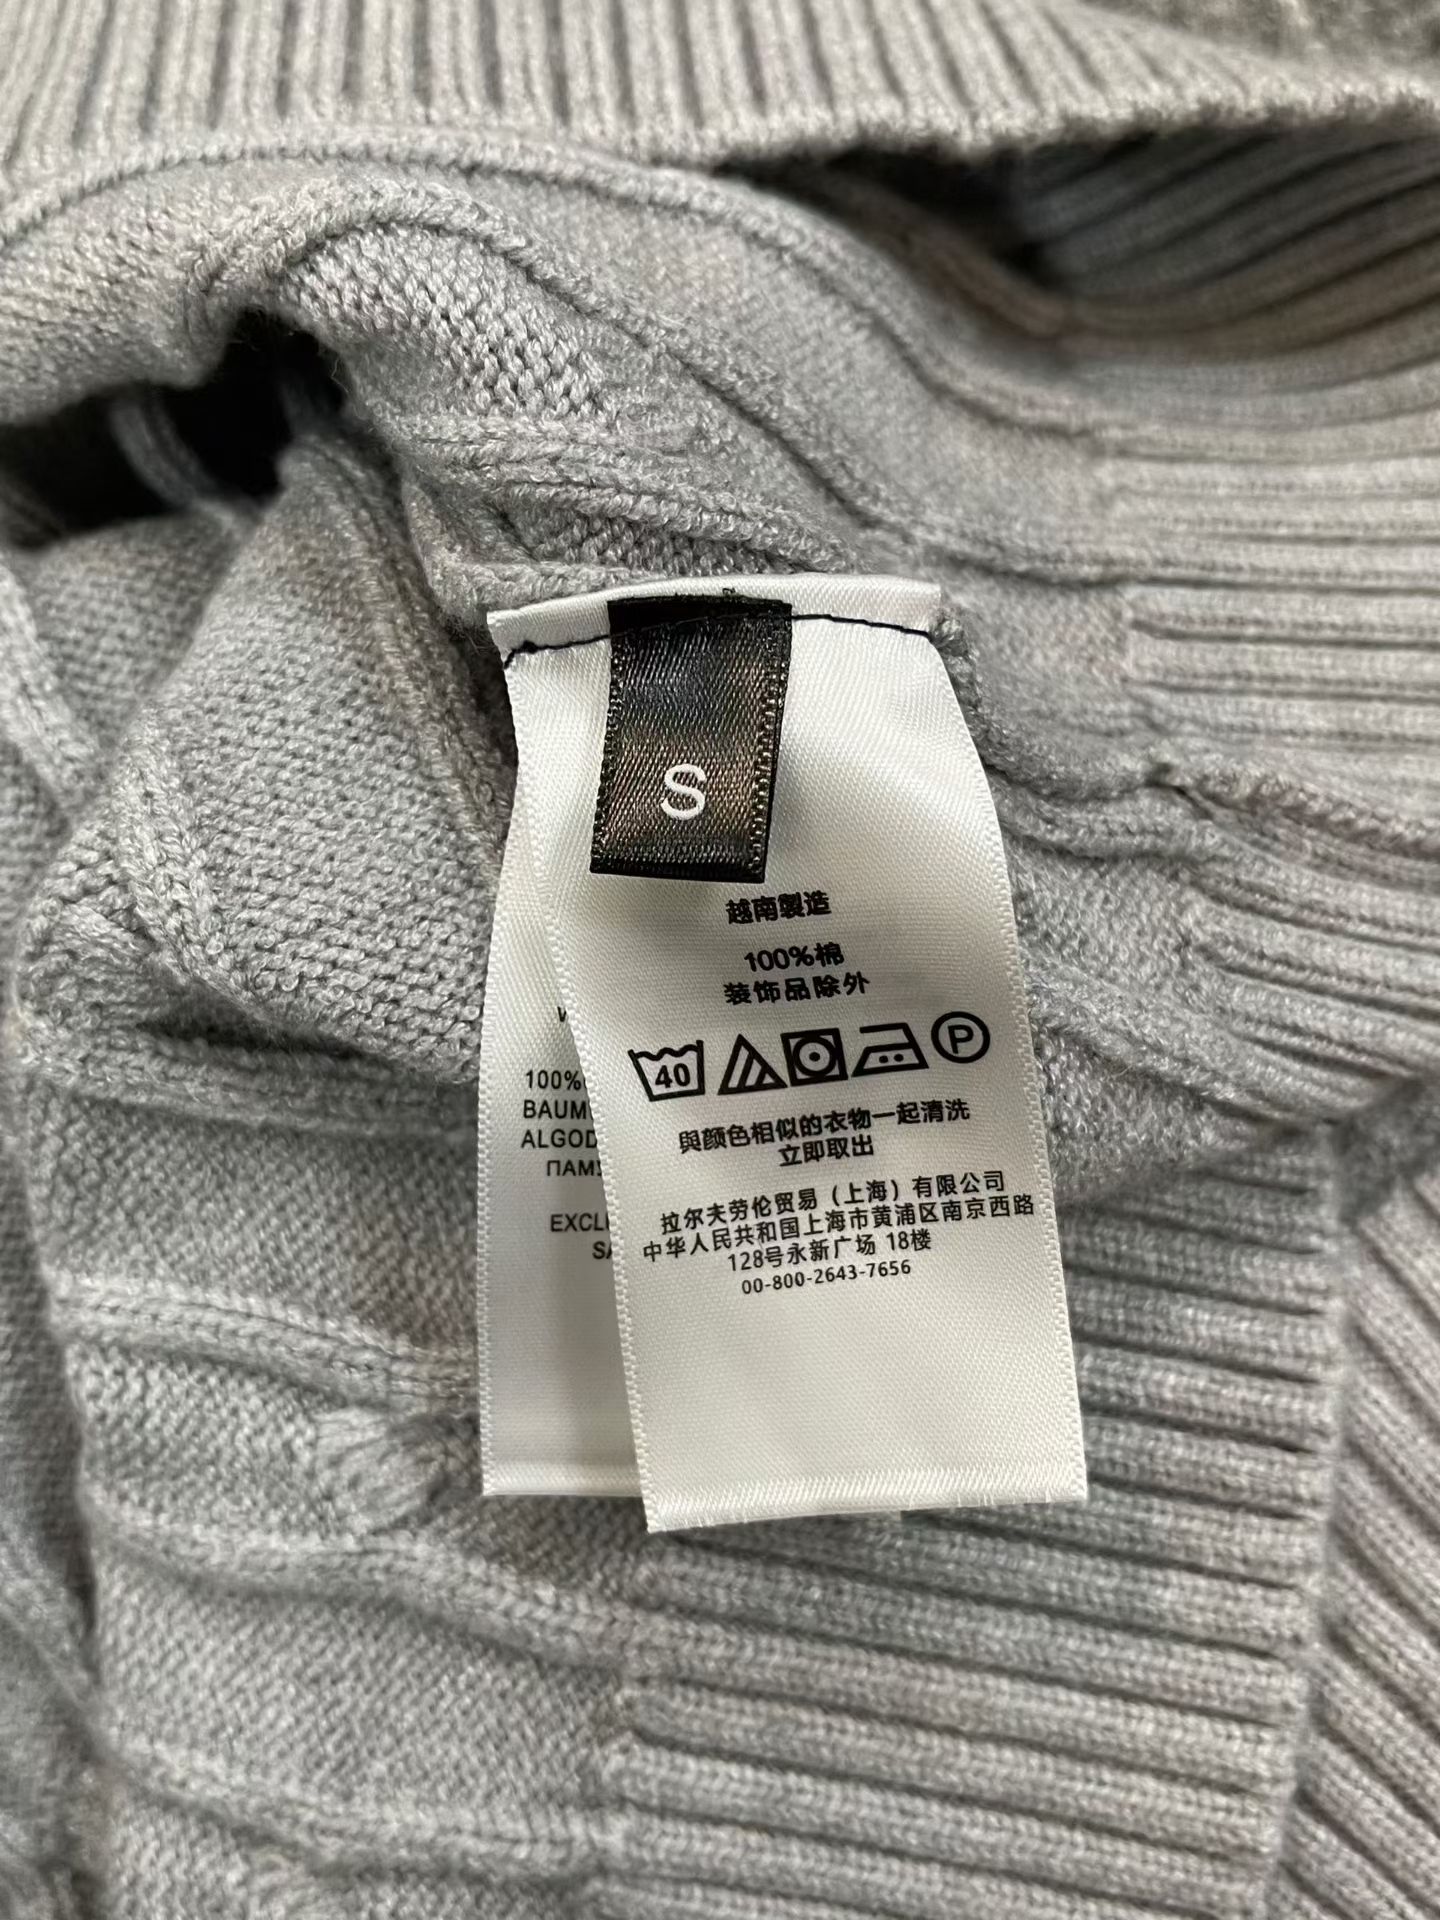 S
越南製造
100%棉
装饰品除外
40
P
與颜色相似的衣物一起清洗
立即取出
拉尔夫劳伦贸易（上海）有限公司
中华人民共和国上海市黄浦区南京西路
128号永新广场 18楼
00-800-2643-7656
100%
BAUM
ALGOD
ПАМ
EXCL